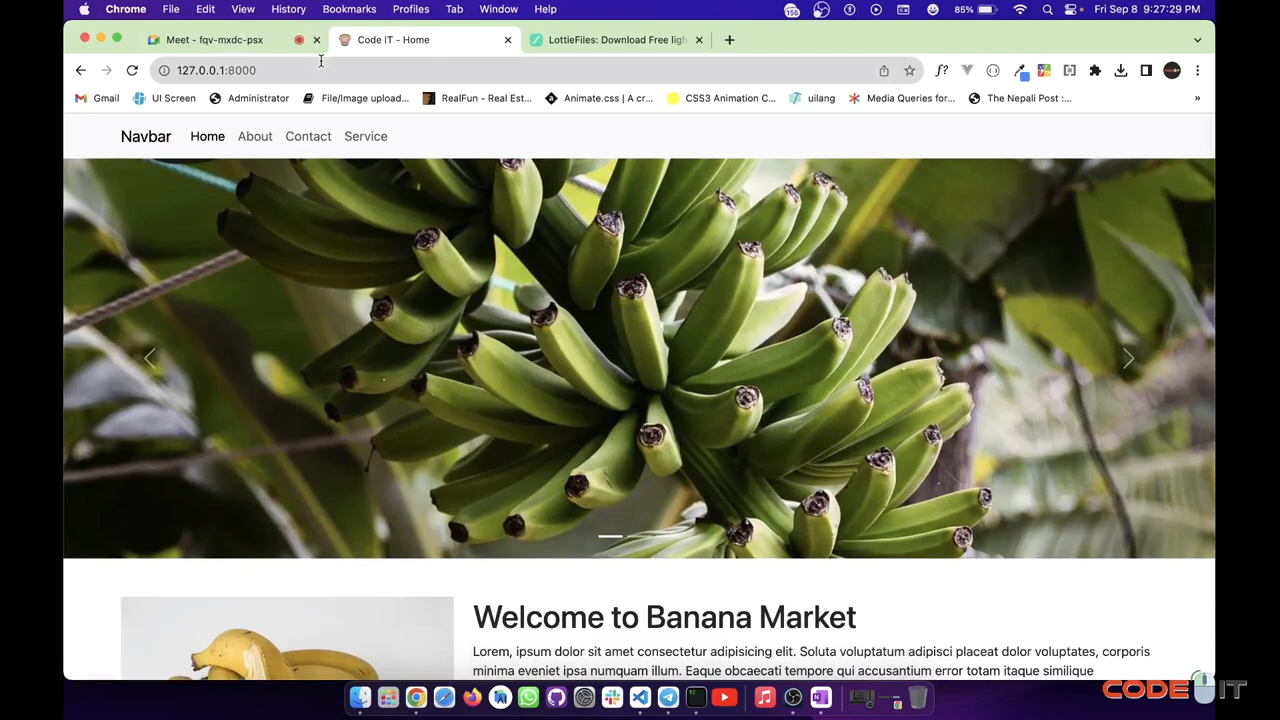 Chrome File Edit View History Bookmarks Profiles Tab Window Help 156 85% Fri Sep 8 9:27:29 PM
Meet - fqv-mxdc-psx Code IT - Home LottieFiles: Download Free ligh
127.0.0.1:8000 f?
Gmail UI Screen Administrator File/Image upload... RealFun - Real Est... Animate.css | A cr... CSS3 Animation C... uilang Media Queries for... The Nepali Post :... »
Navbar Home About Contact Service
Welcome to Banana Market
Lorem, ipsum dolor sit amet consectetur adipisicing elit. Soluta voluptatum adipisci placeat dolor voluptates, corporis
minima eveniet ipsa numquam illum. Eaque obcaecati tempore qui accusantium error totam itaque similique
CODE IT